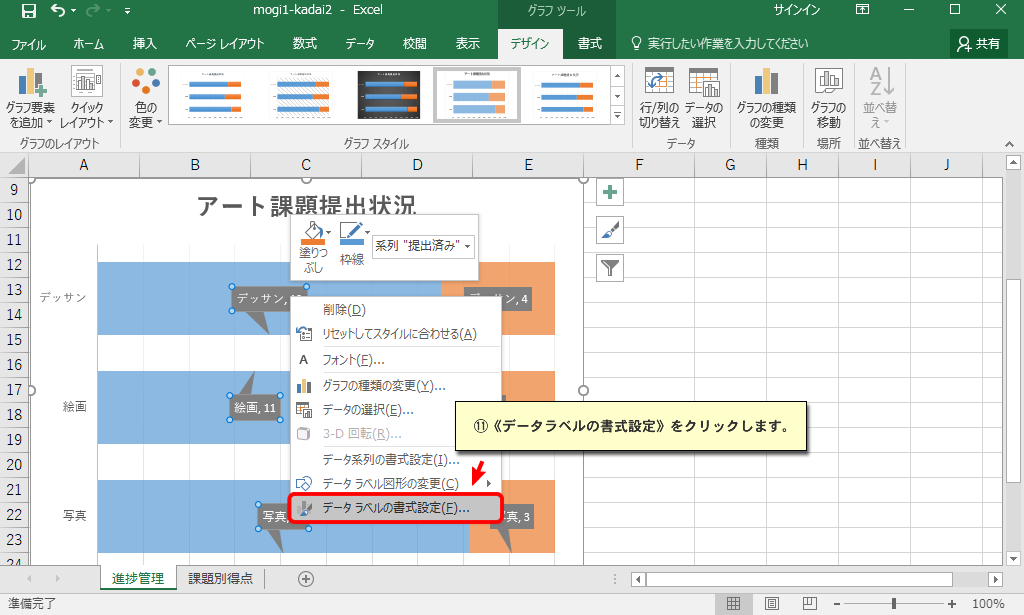 mogi1-kadai2 - Excel
グラフ ツール
サインイン
ファイル ホーム 挿入 ページ レイアウト 数式 データ 校閲 表示 デザイン 書式 実行したい作業を入力してください 共有
グラフ要素を追加
クイックレイアウト
グラフのレイアウト
色の変更
グラフ スタイル
行/列の切り替え
データの選択
データ
グラフの種類の変更
種類
グラフの移動
場所
並べ替え
並べ替え
A B C D E F G H I J
9
10
11
12
13
14
15
16
17
18
19
20
21
22
23
24
アート課題提出状況
塗りつぶし
枠線
系列 "提出済み"
デッサン
絵画
写真
デッサン,
デッサン, 4
絵画, 11
写真,
写真, 3
削除(D)
リセットしてスタイルに合わせる(A)
A フォント(F)...
グラフの種類の変更(Y)...
データの選択(E)...
3-D 回転(R)...
データ系列の書式設定(I)...
データ ラベル図形の変更(C)
データ ラベルの書式設定(F)...
⑪《データラベルの書式設定》をクリックします。
進捗管理 課題別得点
準備完了
100%